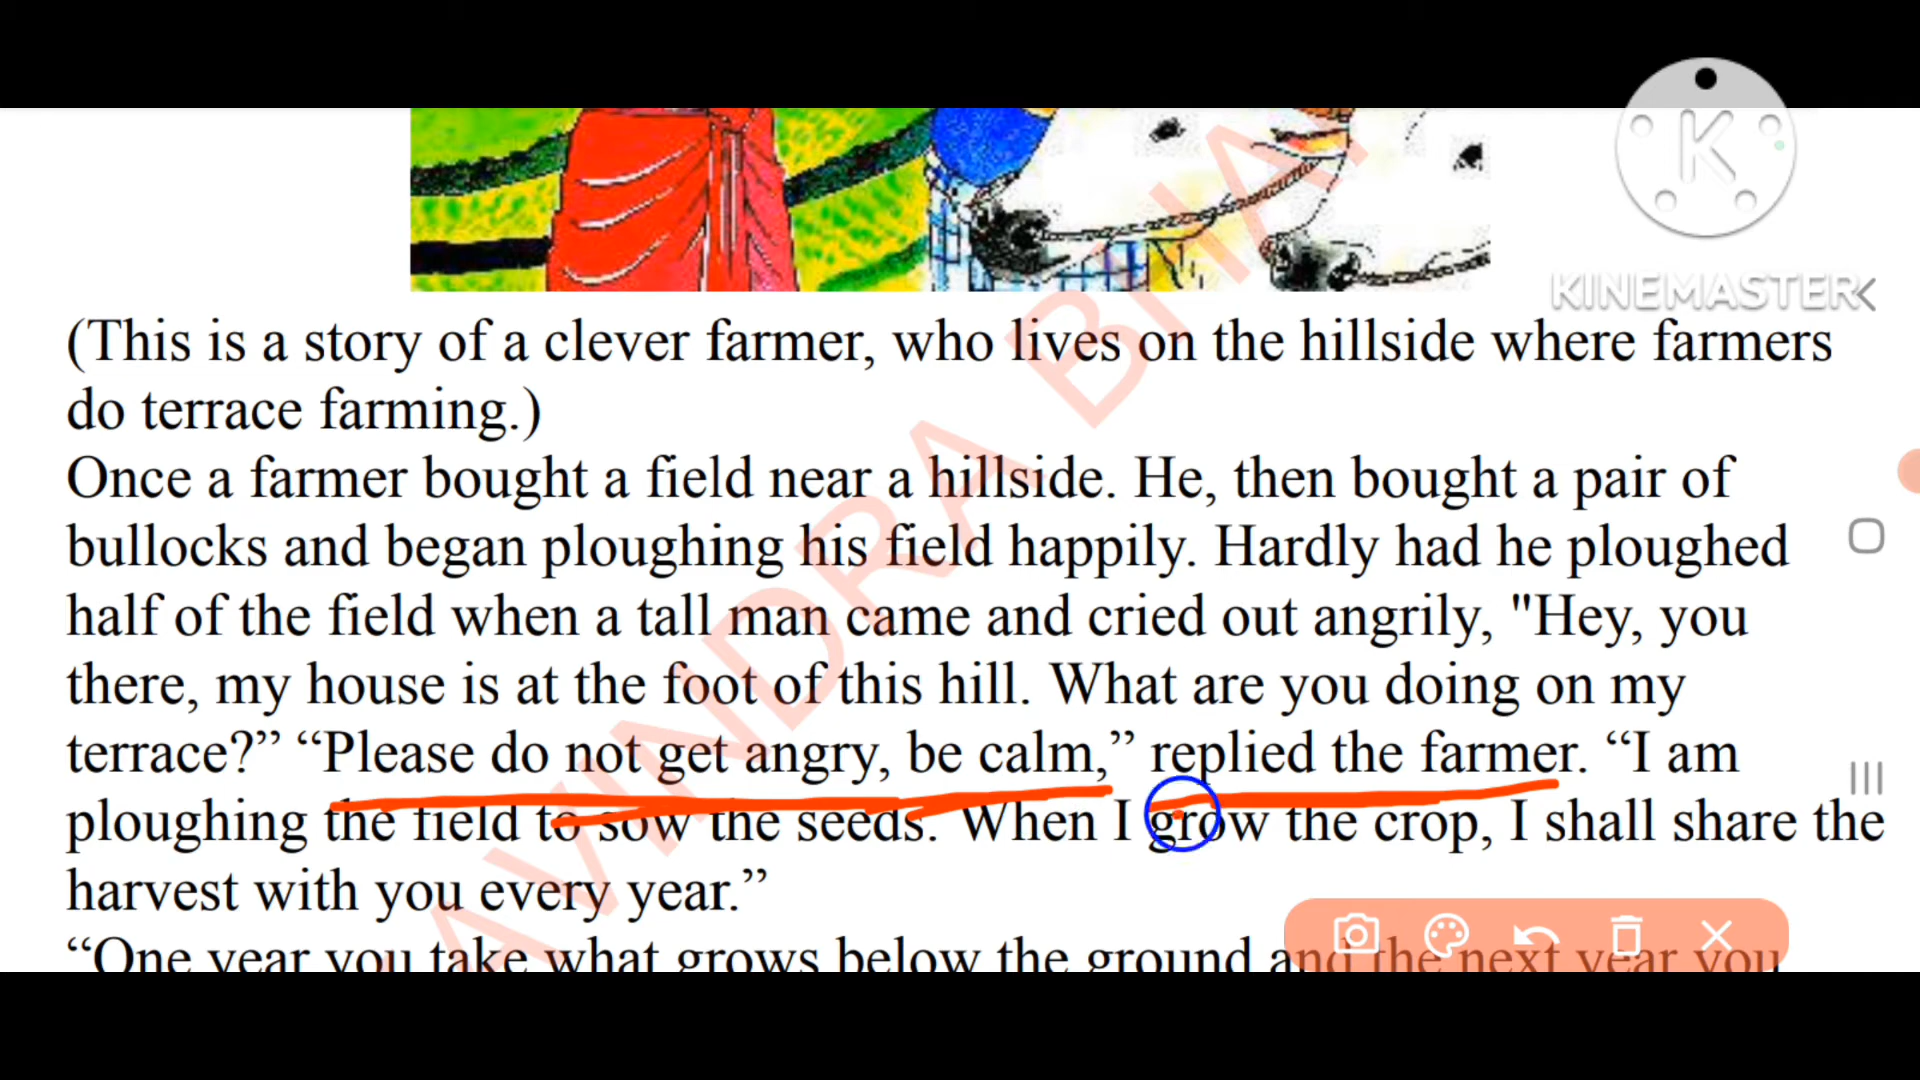 K
KINEMASTER
(This is a story of a clever farmer, who lives on the hillside where farmers
do terrace farming.)
Once a farmer bought a field near a hillside. He, then bought a pair of
bullocks and began ploughing his field happily. Hardly had he ploughed
half of the field when a tall man came and cried out angrily, "Hey, you
there, my house is at the foot of this hill. What are you doing on my
terrace?” “Please do not get angry, be calm,” replied the farmer. “I am
ploughing the field to sow the seeds. When I grow the crop, I shall share the
harvest with you every year.”
“One year you take what grows below the ground and the next year you
AVINDRA BHA